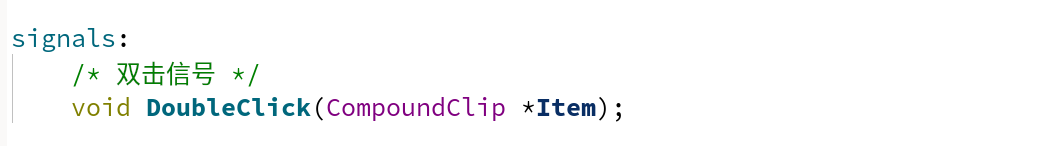 signals:
/* 双击信号 */
void DoubleClick(CompoundClip *Item);